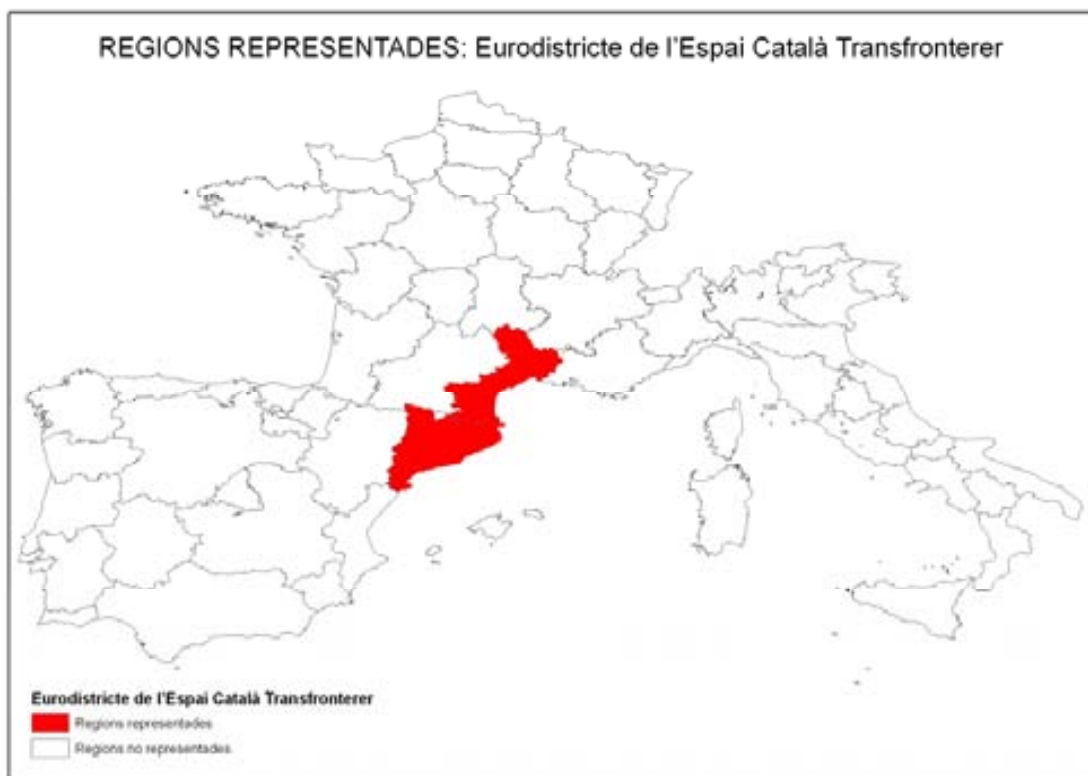 REGIONS REPRESENTADES: Eurodistricte de l'Espai Català Transfronterer
Eurodistricte de l'Espai Català Transfronterer
Regions representades
Regions no representades